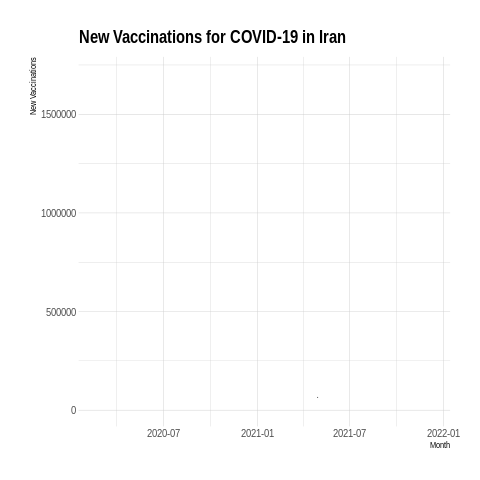 New Vaccinations for COVID-19 in Iran
New Vaccinations
1500000
1000000
500000
0
2020-07
2021-01
2021-07
2022-01
Month